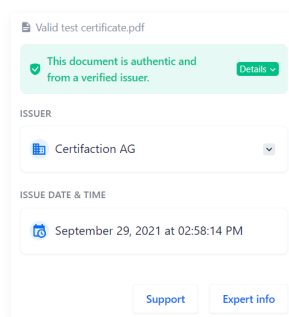 Valid test certificate.pdf
This document is authentic and
from a verified issuer.
Details
ISSUER
Certifaction AG
ISSUE DATE & TIME
September 29, 2021 at 02:58:14 PM
Support
Expert info